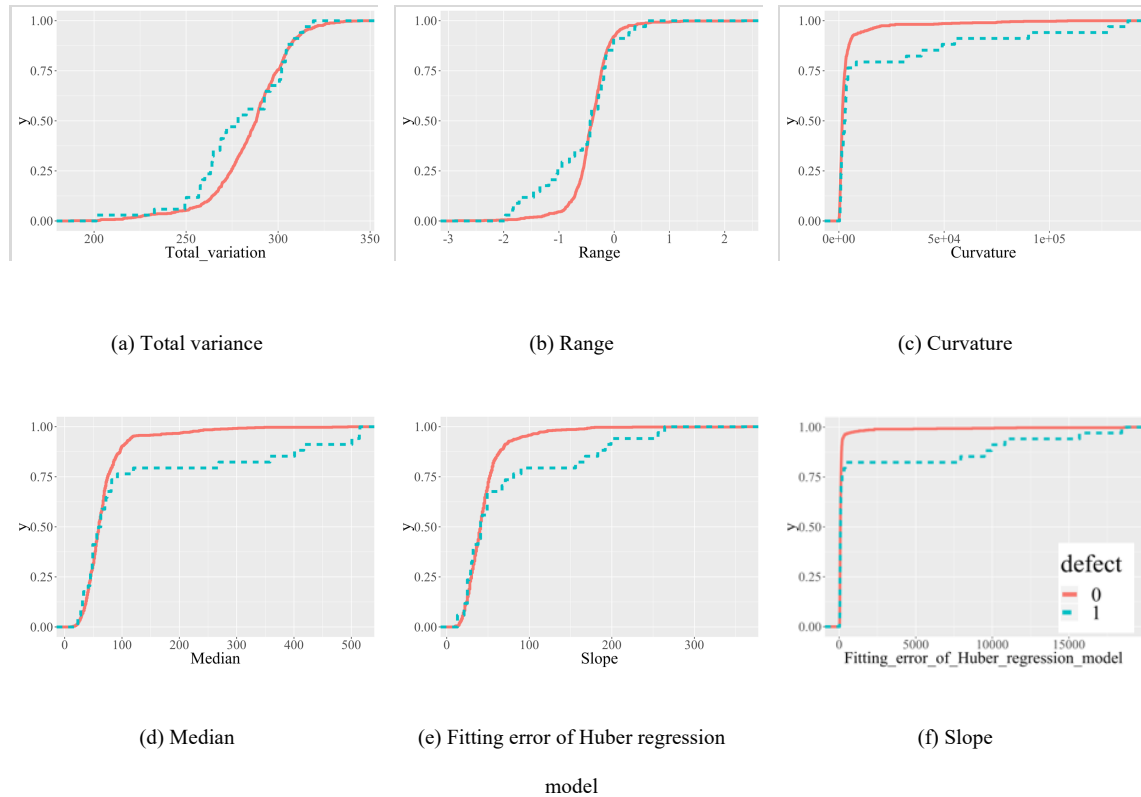 1.00
0.75
0.50
0.25
0.00
y
200 250 300 350
Total_variation
1.00
0.75
0.50
0.25
0.00
y
-3 -2 -1 0 1 2
Range
1.00
0.75
0.50
0.25
0.00
y
0e+00 5e+04 1e+05
Curvature
(a) Total variance
(b) Range
(c) Curvature
1.00
0.75
0.50
0.25
0.00
y
0 100 200 300 400 500
Median
1.00
0.75
0.50
0.25
0.00
y
0 100 200 300
Slope
1.00
0.75
0.50
0.25
0.00
y
defect
0
1
0 5000 10000 15000
Fitting_error_of_Huber_regression_model
(d) Median
(e) Fitting error of Huber regression
model
(f) Slope